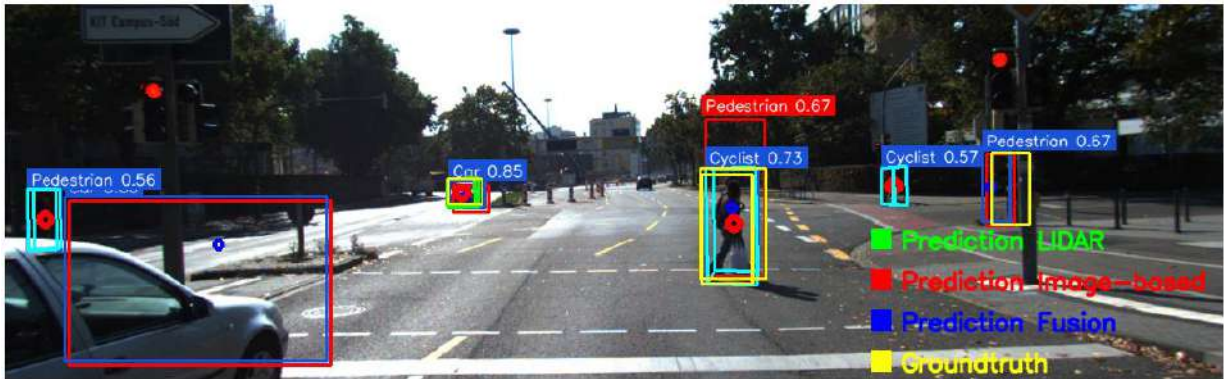 KIT Campus-Süd
Pedestrian 0.67
Pedestrian 0.67
Cyclist 0.73
Cyclist 0.57
Car 0.85
Pedestrian 0.56
Prediction LIDAR
Prediction Image-based
Prediction Fusion
Groundtruth